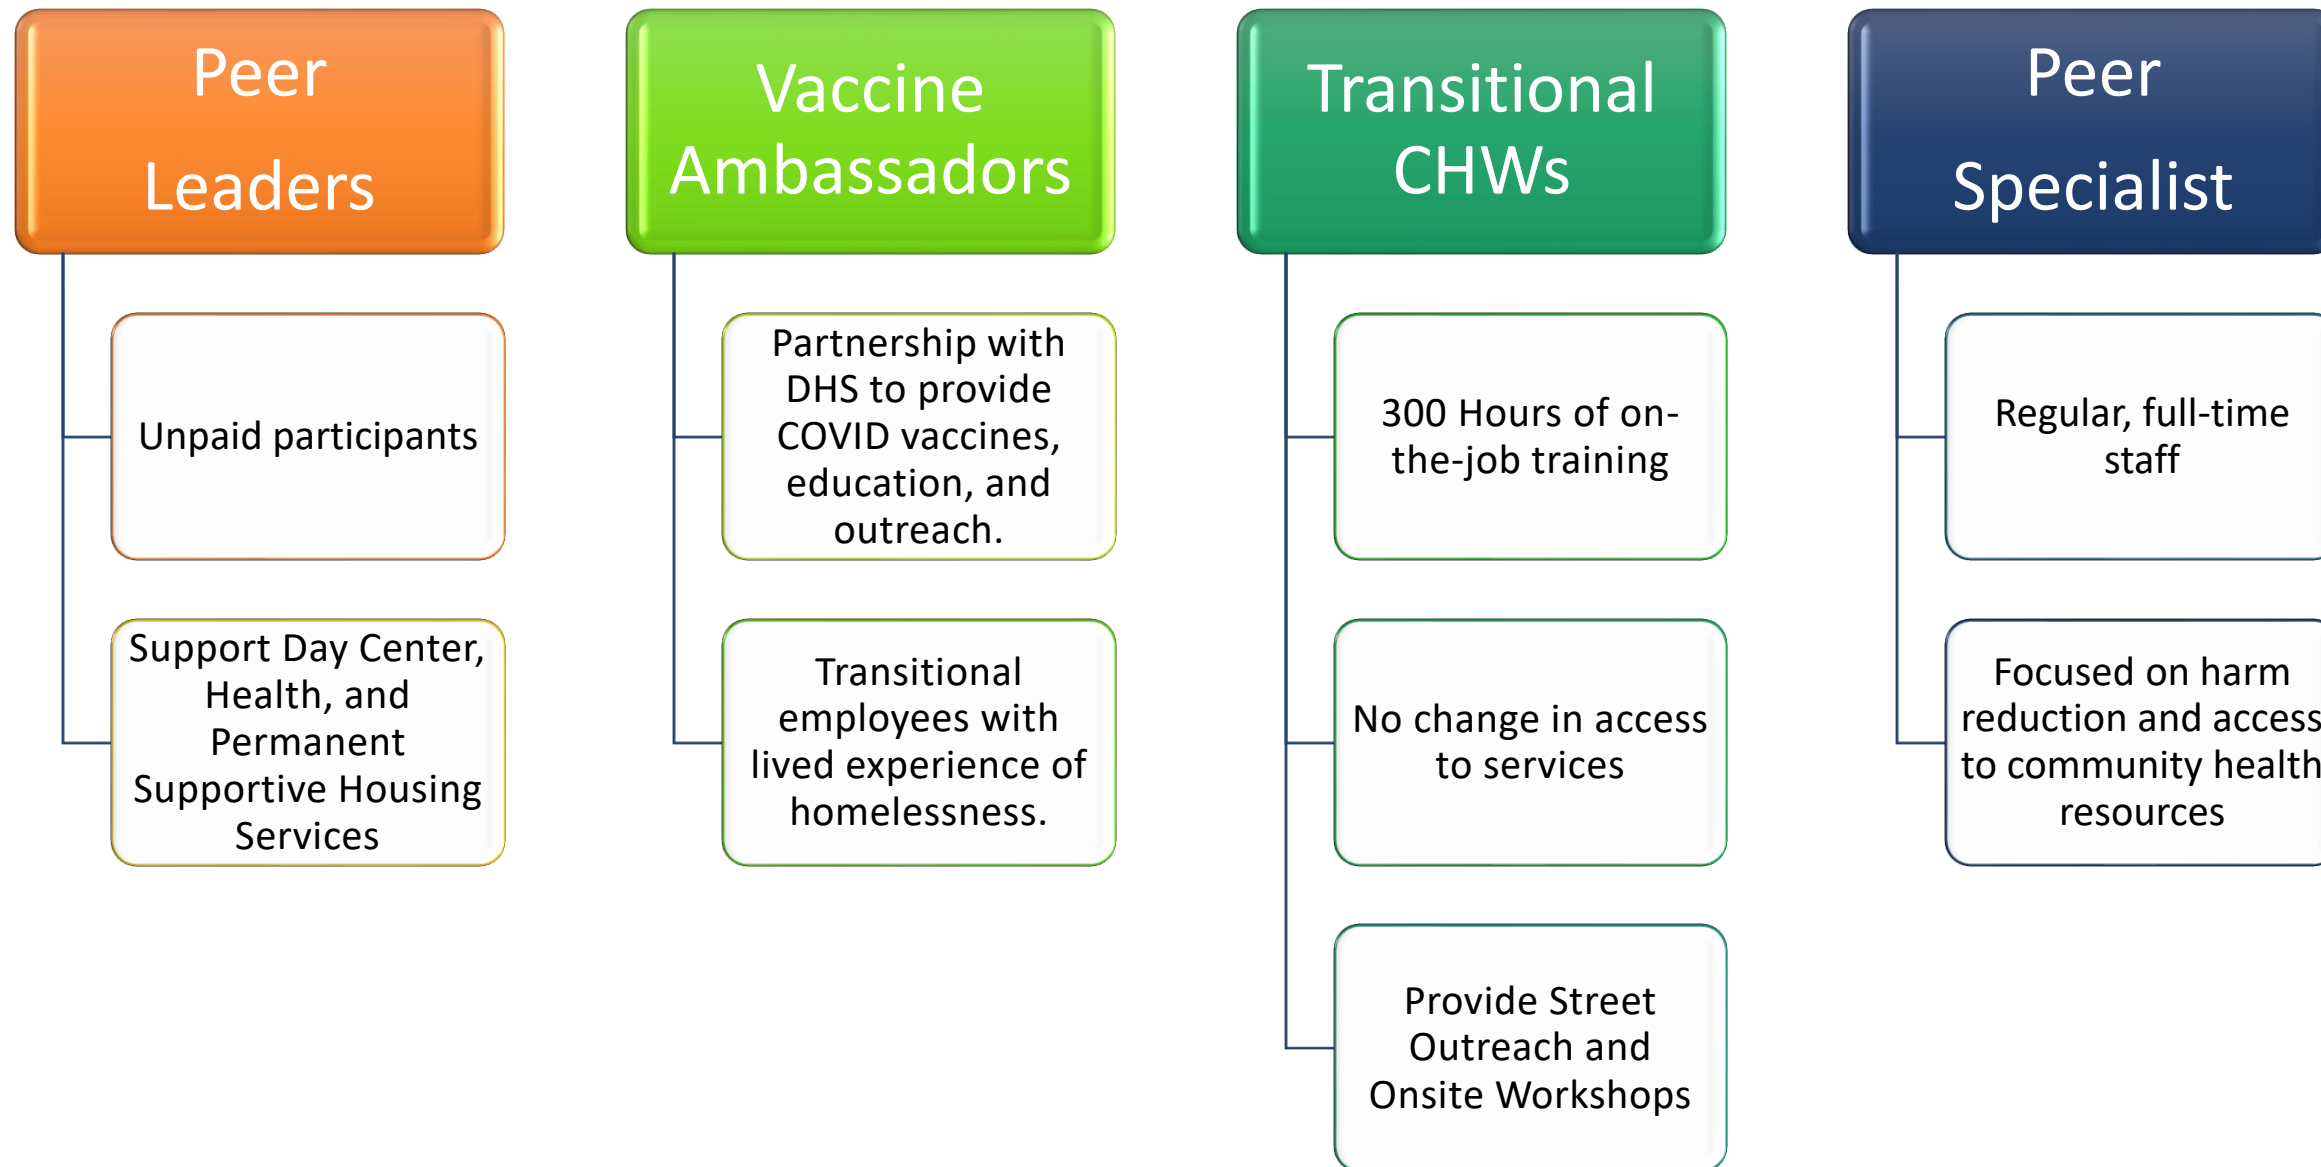 Peer
Leaders
Unpaid participants
Support Day Center,
Health, and
Permanent
Supportive Housing
Services
Vaccine
Ambassadors
Partnership with
DHS to provide
COVID vaccines,
education, and
outreach.
Transitional
employees with
lived experience of
homelessness.
Transitional
CHWs
300 Hours of on-
the-job training
No change in access
to services
Provide Street
Outreach and
Onsite Workshops
Peer
Specialist
Regular, full-time
staff
Focused on harm
reduction and access
to community health
resources